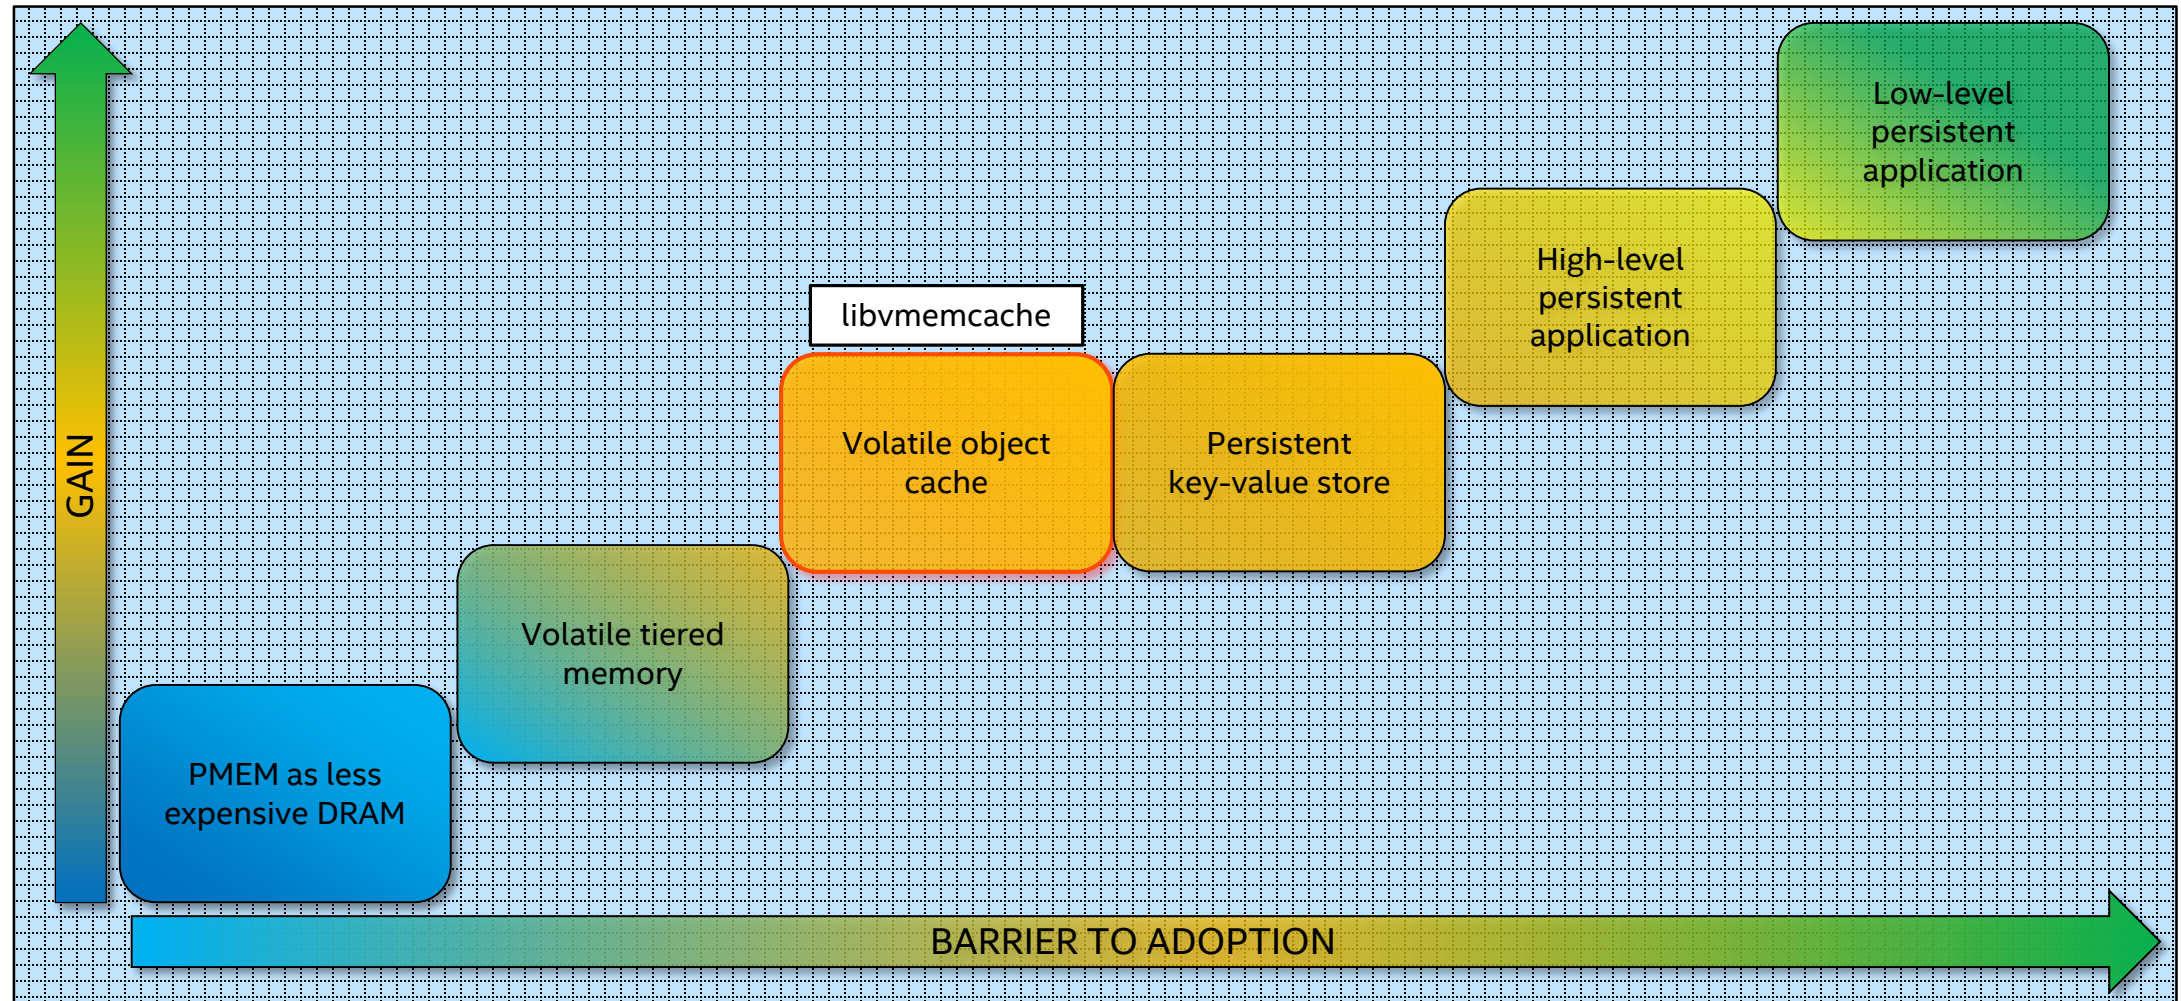 Low-level
persistent
application
High-level
persistent
application
libvmemcache
Volatile object
cache
Persistent
key-value store
GAIN
Volatile tiered
memory
PMEM as less
expensive DRAM
BARRIER TO ADOPTION